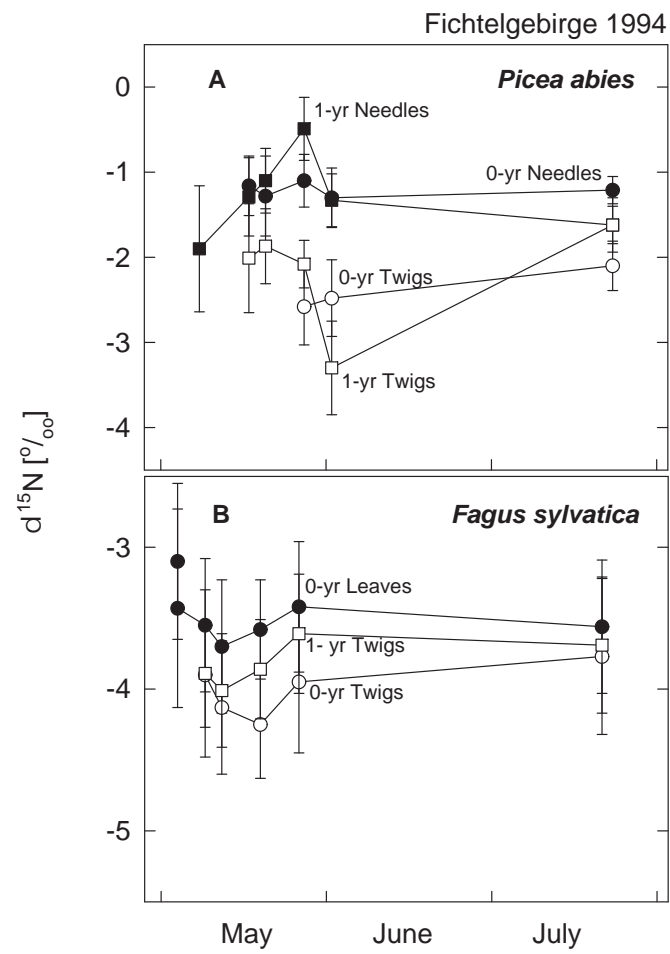 Fichtelgebirge 1994
A
Picea abies
0
1-yr Needles
-1
0-yr Needles
-2
0-yr Twigs
-3
1-yr Twigs
-4
d 15N [o/oo]
B
Fagus sylvatica
-3
0-yr Leaves
1- yr Twigs
-4
0-yr Twigs
-5
May June July